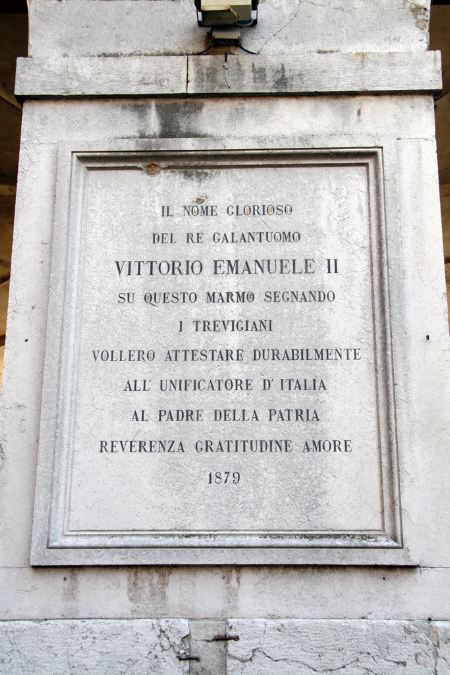 IL NOME GLORIOSO
DEL RE GALANTUOMO
VITTORIO EMANUELE II
SU QUESTO MARMO SEGNANDO
I TREVIGIANI
VOLLERO ATTESTARE DURABILMENTE
ALL' UNIFICATORE D' ITALIA
AL PADRE DELLA PATRIA
REVERENZA GRATITUDINE AMORE
1879